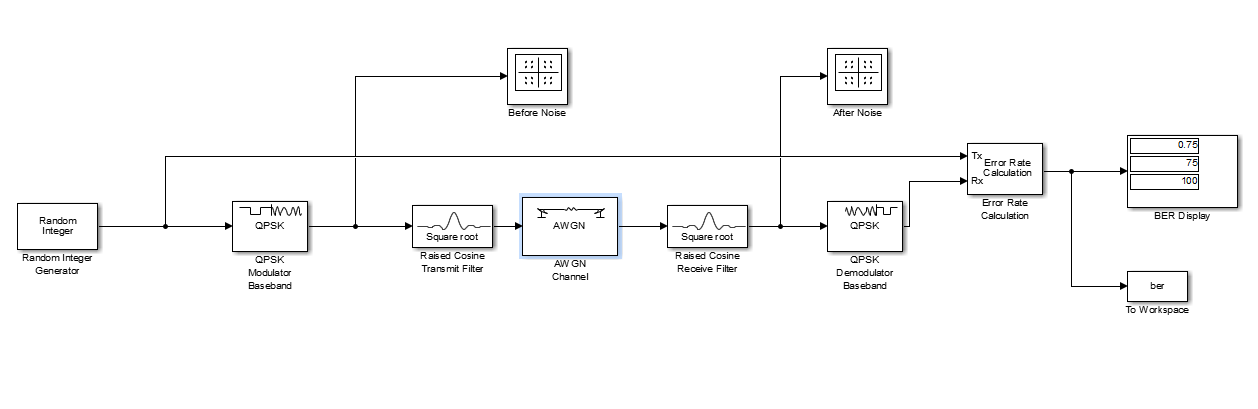 Before Noise
After Noise
Tx
Rx
Error Rate
Calculation
Error Rate
Calculation
0.75
75
100
BER Display
Random
Integer
Random Integer
Generator
QPSK
QPSK
Modulator
Baseband
Square root
Raised Cosine
Transmit Filter
AWGN
AWGN
Channel
Square root
Raised Cosine
Receive Filter
QPSK
QPSK
Demodulator
Baseband
ber
To Workspace